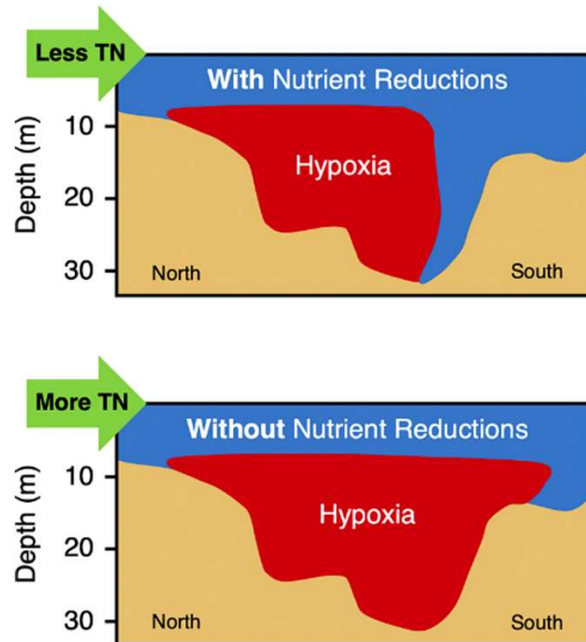 Less TN
With Nutrient Reductions
Depth (m)
10
20
30
Hypoxia
North
South
More TN
Without Nutrient Reductions
Depth (m)
10
20
30
Hypoxia
North
South